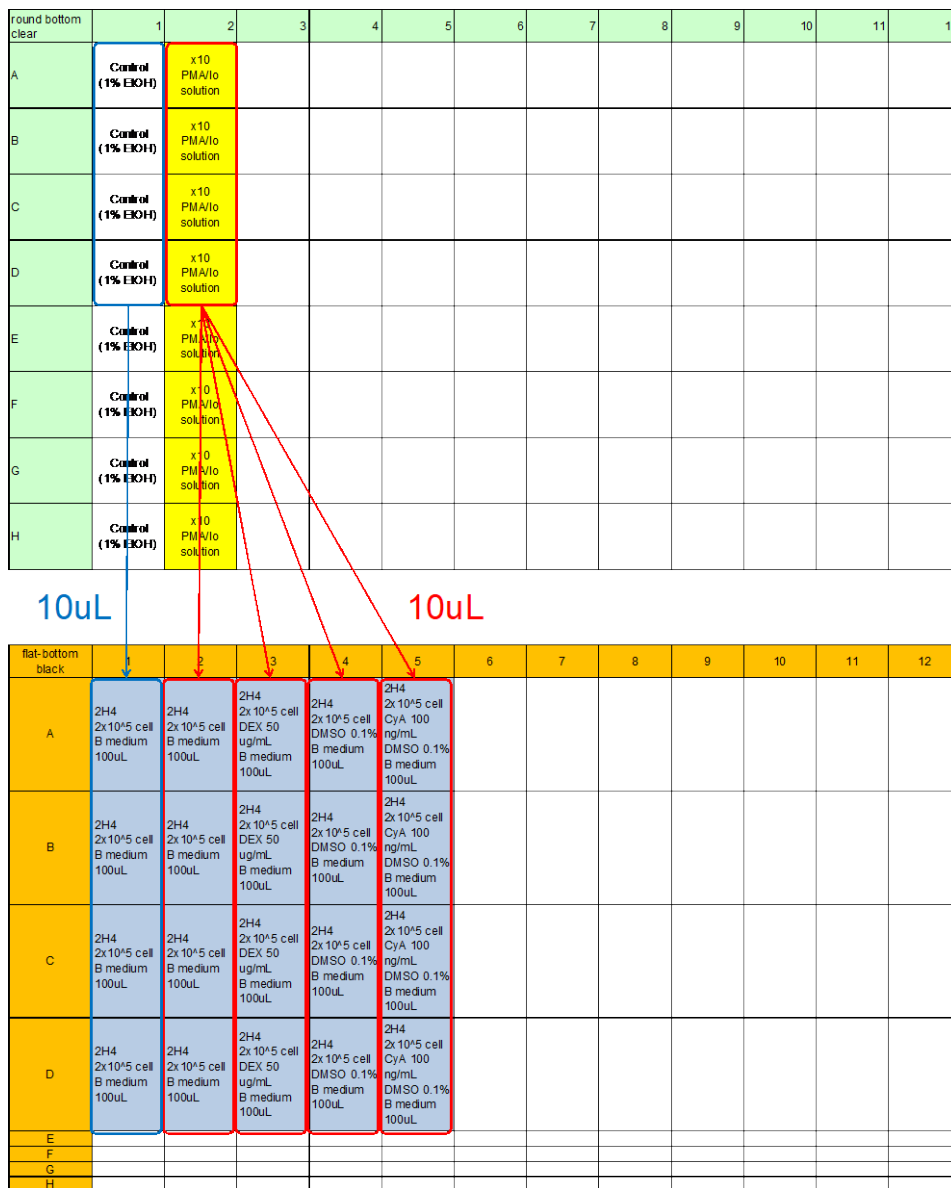 round bottom
clear 1 2 3 4 5 6 7 8 9 10 11 1
A
Control
(1% EtOH)
x10
PMA/Io
solution
B
Control
(1% EtOH)
x10
PMA/Io
solution
C
Control
(1% EtOH)
x10
PMA/Io
solution
D
Control
(1% EtOH)
x10
PMA/Io
solution
E
Control
(1% EtOH)
x10
PMA/Io
solution
F
Control
(1% EtOH)
x10
PMA/Io
solution
G
Control
(1% EtOH)
x10
PMA/Io
solution
H
Control
(1% EtOH)
x10
PMA/Io
solution
10uL 10uL
flat-bottom
black 1 2 3 4 5 6 7 8 9 10 11 12
A
2H4
2x10^5 cell
B medium
100uL
2H4
2x10^5 cell
B medium
100uL
2H4
2x10^5 cell
DEX 50
ug/mL
B medium
100uL
2H4
2x10^5 cell
DMSO 0.1%
B medium
100uL
2H4
2x10^5 cell
CyA 100
ng/mL
DMSO 0.1%
B medium
100uL
B
2H4
2x10^5 cell
B medium
100uL
2H4
2x10^5 cell
B medium
100uL
2H4
2x10^5 cell
DEX 50
ug/mL
B medium
100uL
2H4
2x10^5 cell
DMSO 0.1%
B medium
100uL
2H4
2x10^5 cell
CyA 100
ng/mL
DMSO 0.1%
B medium
100uL
C
2H4
2x10^5 cell
B medium
100uL
2H4
2x10^5 cell
B medium
100uL
2H4
2x10^5 cell
DEX 50
ug/mL
B medium
100uL
2H4
2x10^5 cell
DMSO 0.1%
B medium
100uL
2H4
2x10^5 cell
CyA 100
ng/mL
DMSO 0.1%
B medium
100uL
D
2H4
2x10^5 cell
B medium
100uL
2H4
2x10^5 cell
B medium
100uL
2H4
2x10^5 cell
DEX 50
ug/mL
B medium
100uL
2H4
2x10^5 cell
DMSO 0.1%
B medium
100uL
2H4
2x10^5 cell
CyA 100
ng/mL
DMSO 0.1%
B medium
100uL
E
F
G
H